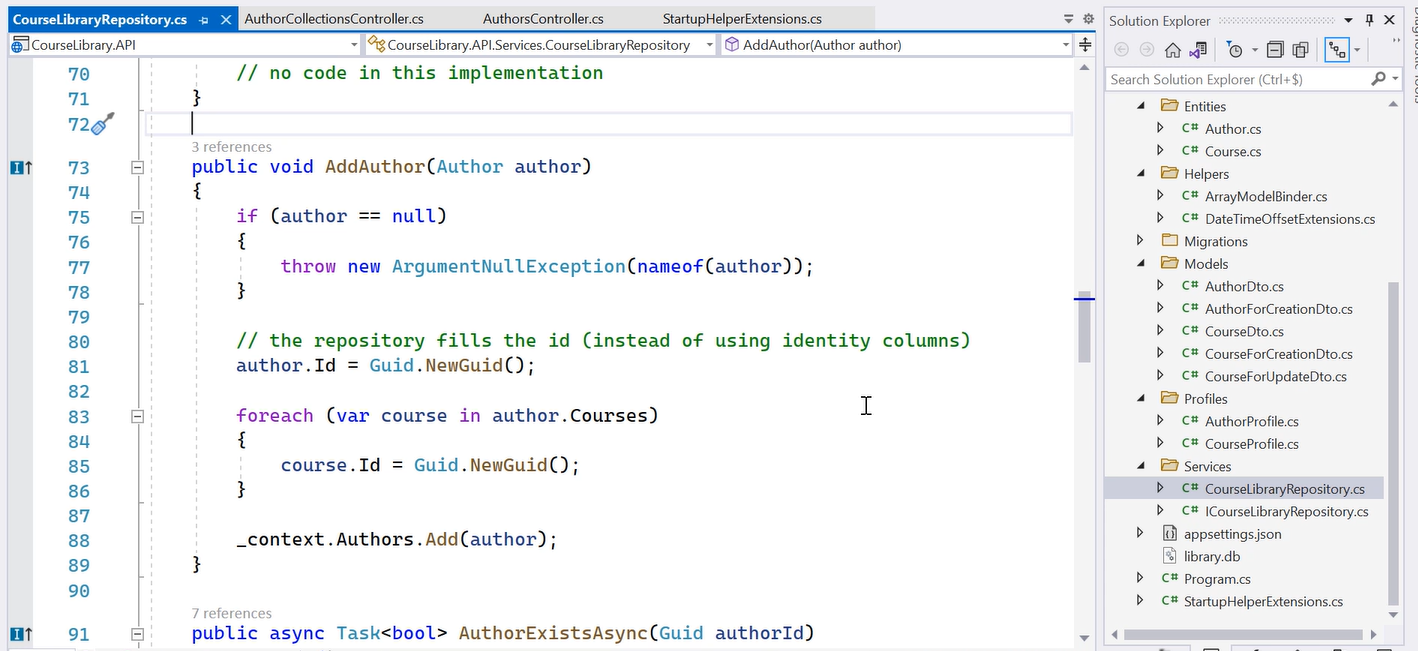 CourseLibraryRepository.cs
AuthorCollectionsController.cs
AuthorsController.cs
StartupHelperExtensions.cs
CourseLibrary.API
CourseLibrary.API.Services.CourseLibraryRepository
AddAuthor(Author author)
70 // no code in this implementation
71 }
72
3 references
73 public void AddAuthor(Author author)
74 {
75 if (author == null)
76 {
77 throw new ArgumentNullException(nameof(author));
78 }
79
80 // the repository fills the id (instead of using identity columns)
81 author.Id = Guid.NewGuid();
82
83 foreach (var course in author.Courses)
84 {
85 course.Id = Guid.NewGuid();
86 }
87
88 _context.Authors.Add(author);
89 }
90
7 references
91 public async Task<bool> AuthorExistsAsync(Guid authorId)
Solution Explorer
Search Solution Explorer (Ctrl+$)
Entities
C# Author.cs
C# Course.cs
Helpers
C# ArrayModelBinder.cs
C# DateTimeOffsetExtensions.cs
Migrations
Models
C# AuthorDto.cs
C# AuthorForCreationDto.cs
C# CourseDto.cs
C# CourseForCreationDto.cs
C# CourseForUpdateDto.cs
Profiles
C# AuthorProfile.cs
C# CourseProfile.cs
Services
C# CourseLibraryRepository.cs
C# ICourseLibraryRepository.cs
appsettings.json
library.db
C# Program.cs
C# StartupHelperExtensions.cs